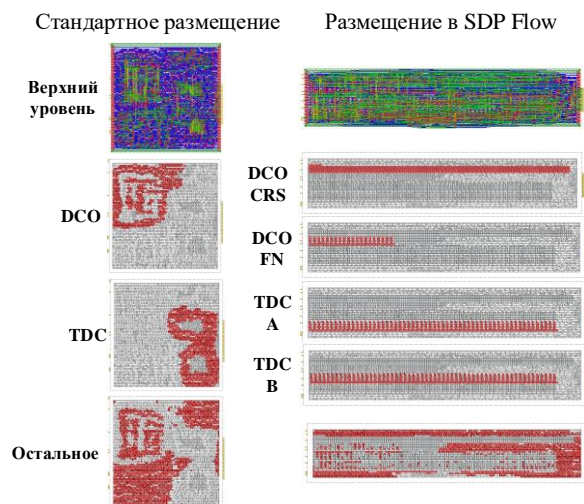 Стандартное размещение
Размещение в SDP Flow
Верхний
уровень
DCO
DCO
CRS
DCO
FN
TDC
TDC
A
TDC
B
Остальное